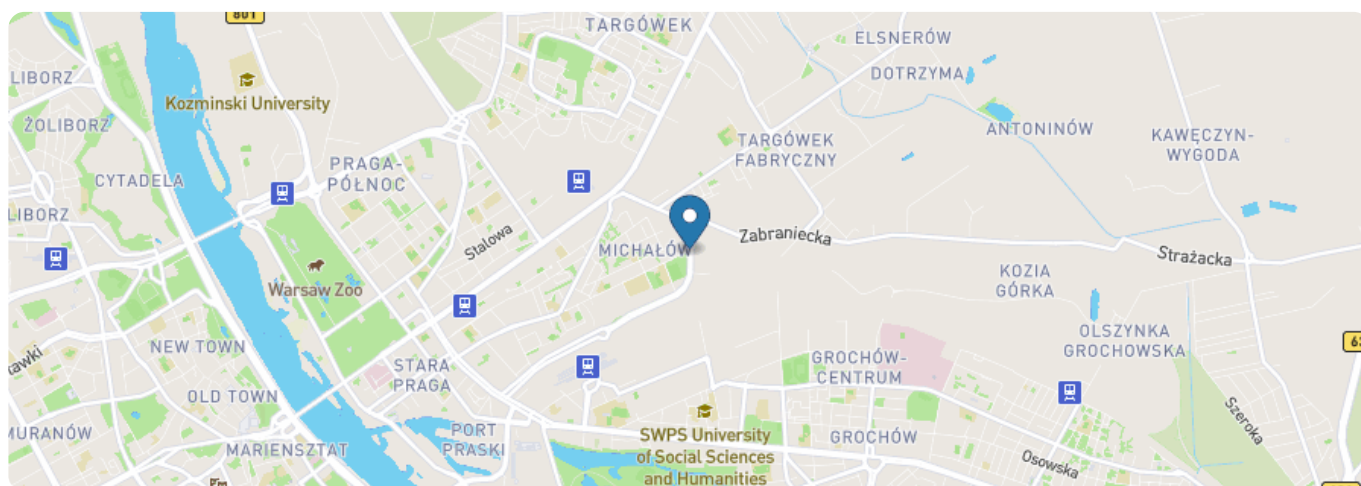 801
TARGÓWEK
ELSNERÓW
LIBORZ
Kozminski University
DOTRZYMA
ŻOLIBORZ
ANTONINÓW
KAWĘCZYN-
WYGODA
TARGÓWEK
FABRYCZNY
PRAGA-
PÓŁNOC
CYTADELA
LIBORZ
Stalowa
MICHAŁÓW
Zabraniecka
Strażacka
KOZIA
GÓRKA
Warsaw Zoo
NEW TOWN
STARA
PRAGA
GROCHÓW-
CENTRUM
OLSZYNKA
GROCHOWSKA
awki
OLD TOWN
63
MURANÓW
MARIENSZTAT
PORT
PRASKI
SWPS University
of Social Sciences
and Humanities
GROCHÓW
Osowska
Szeroka